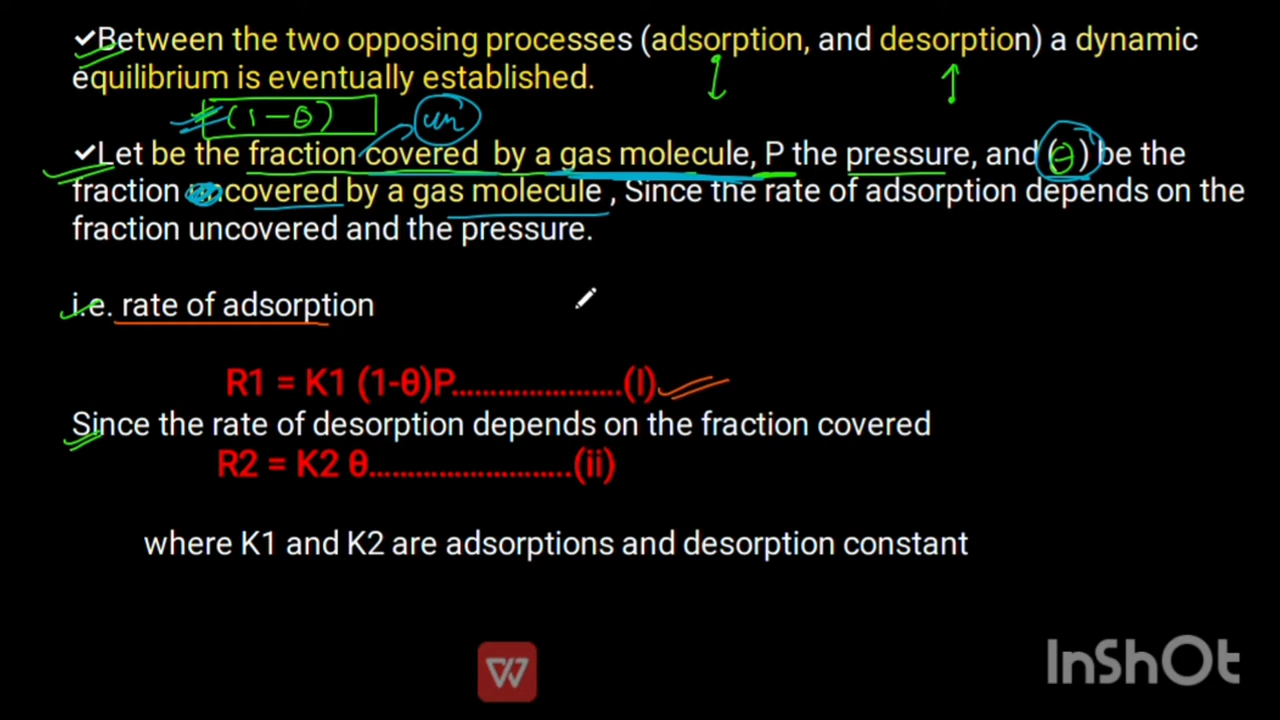 ✓Between the two opposing processes (adsorption, and desorption) a dynamic
equilibrium is eventually established.
(1-θ) un
✓Let be the fraction covered by a gas molecule, P the pressure, and (θ) be the
fraction uncovered by a gas molecule , Since the rate of adsorption depends on the
fraction uncovered and the pressure.
i.e. rate of adsorption
R1 = K1 (1-θ)P......................(I)
Since the rate of desorption depends on the fraction covered
R2 = K2 θ..........................(ii)
where K1 and K2 are adsorptions and desorption constant
W
InShOt